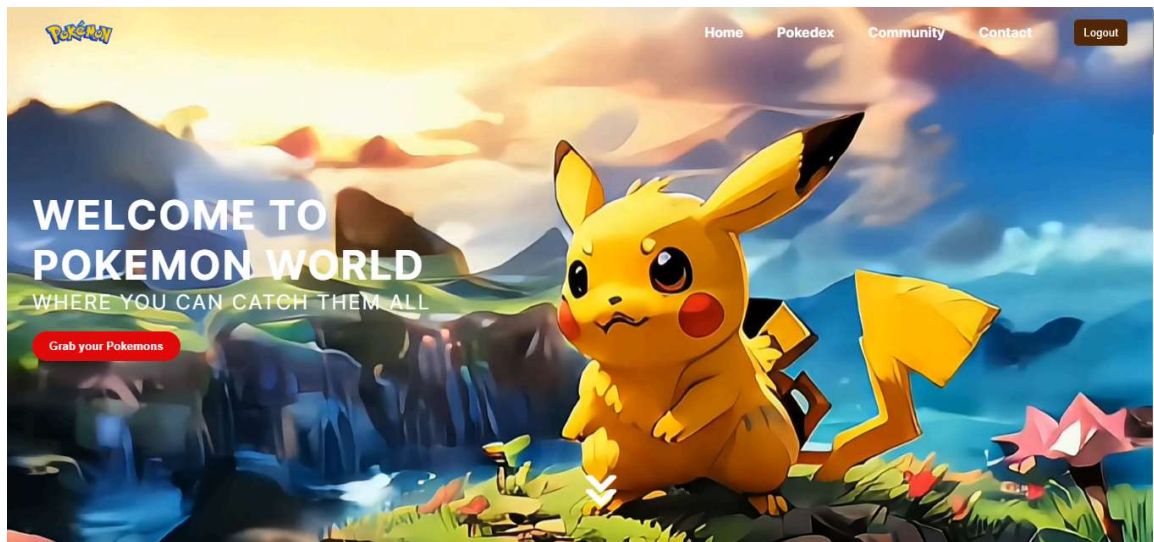 Pokémon
Home Pokedex Community Contact Logout
WELCOME TO
POKEMON WORLD
WHERE YOU CAN CATCH THEM ALL
Grab your Pokemons